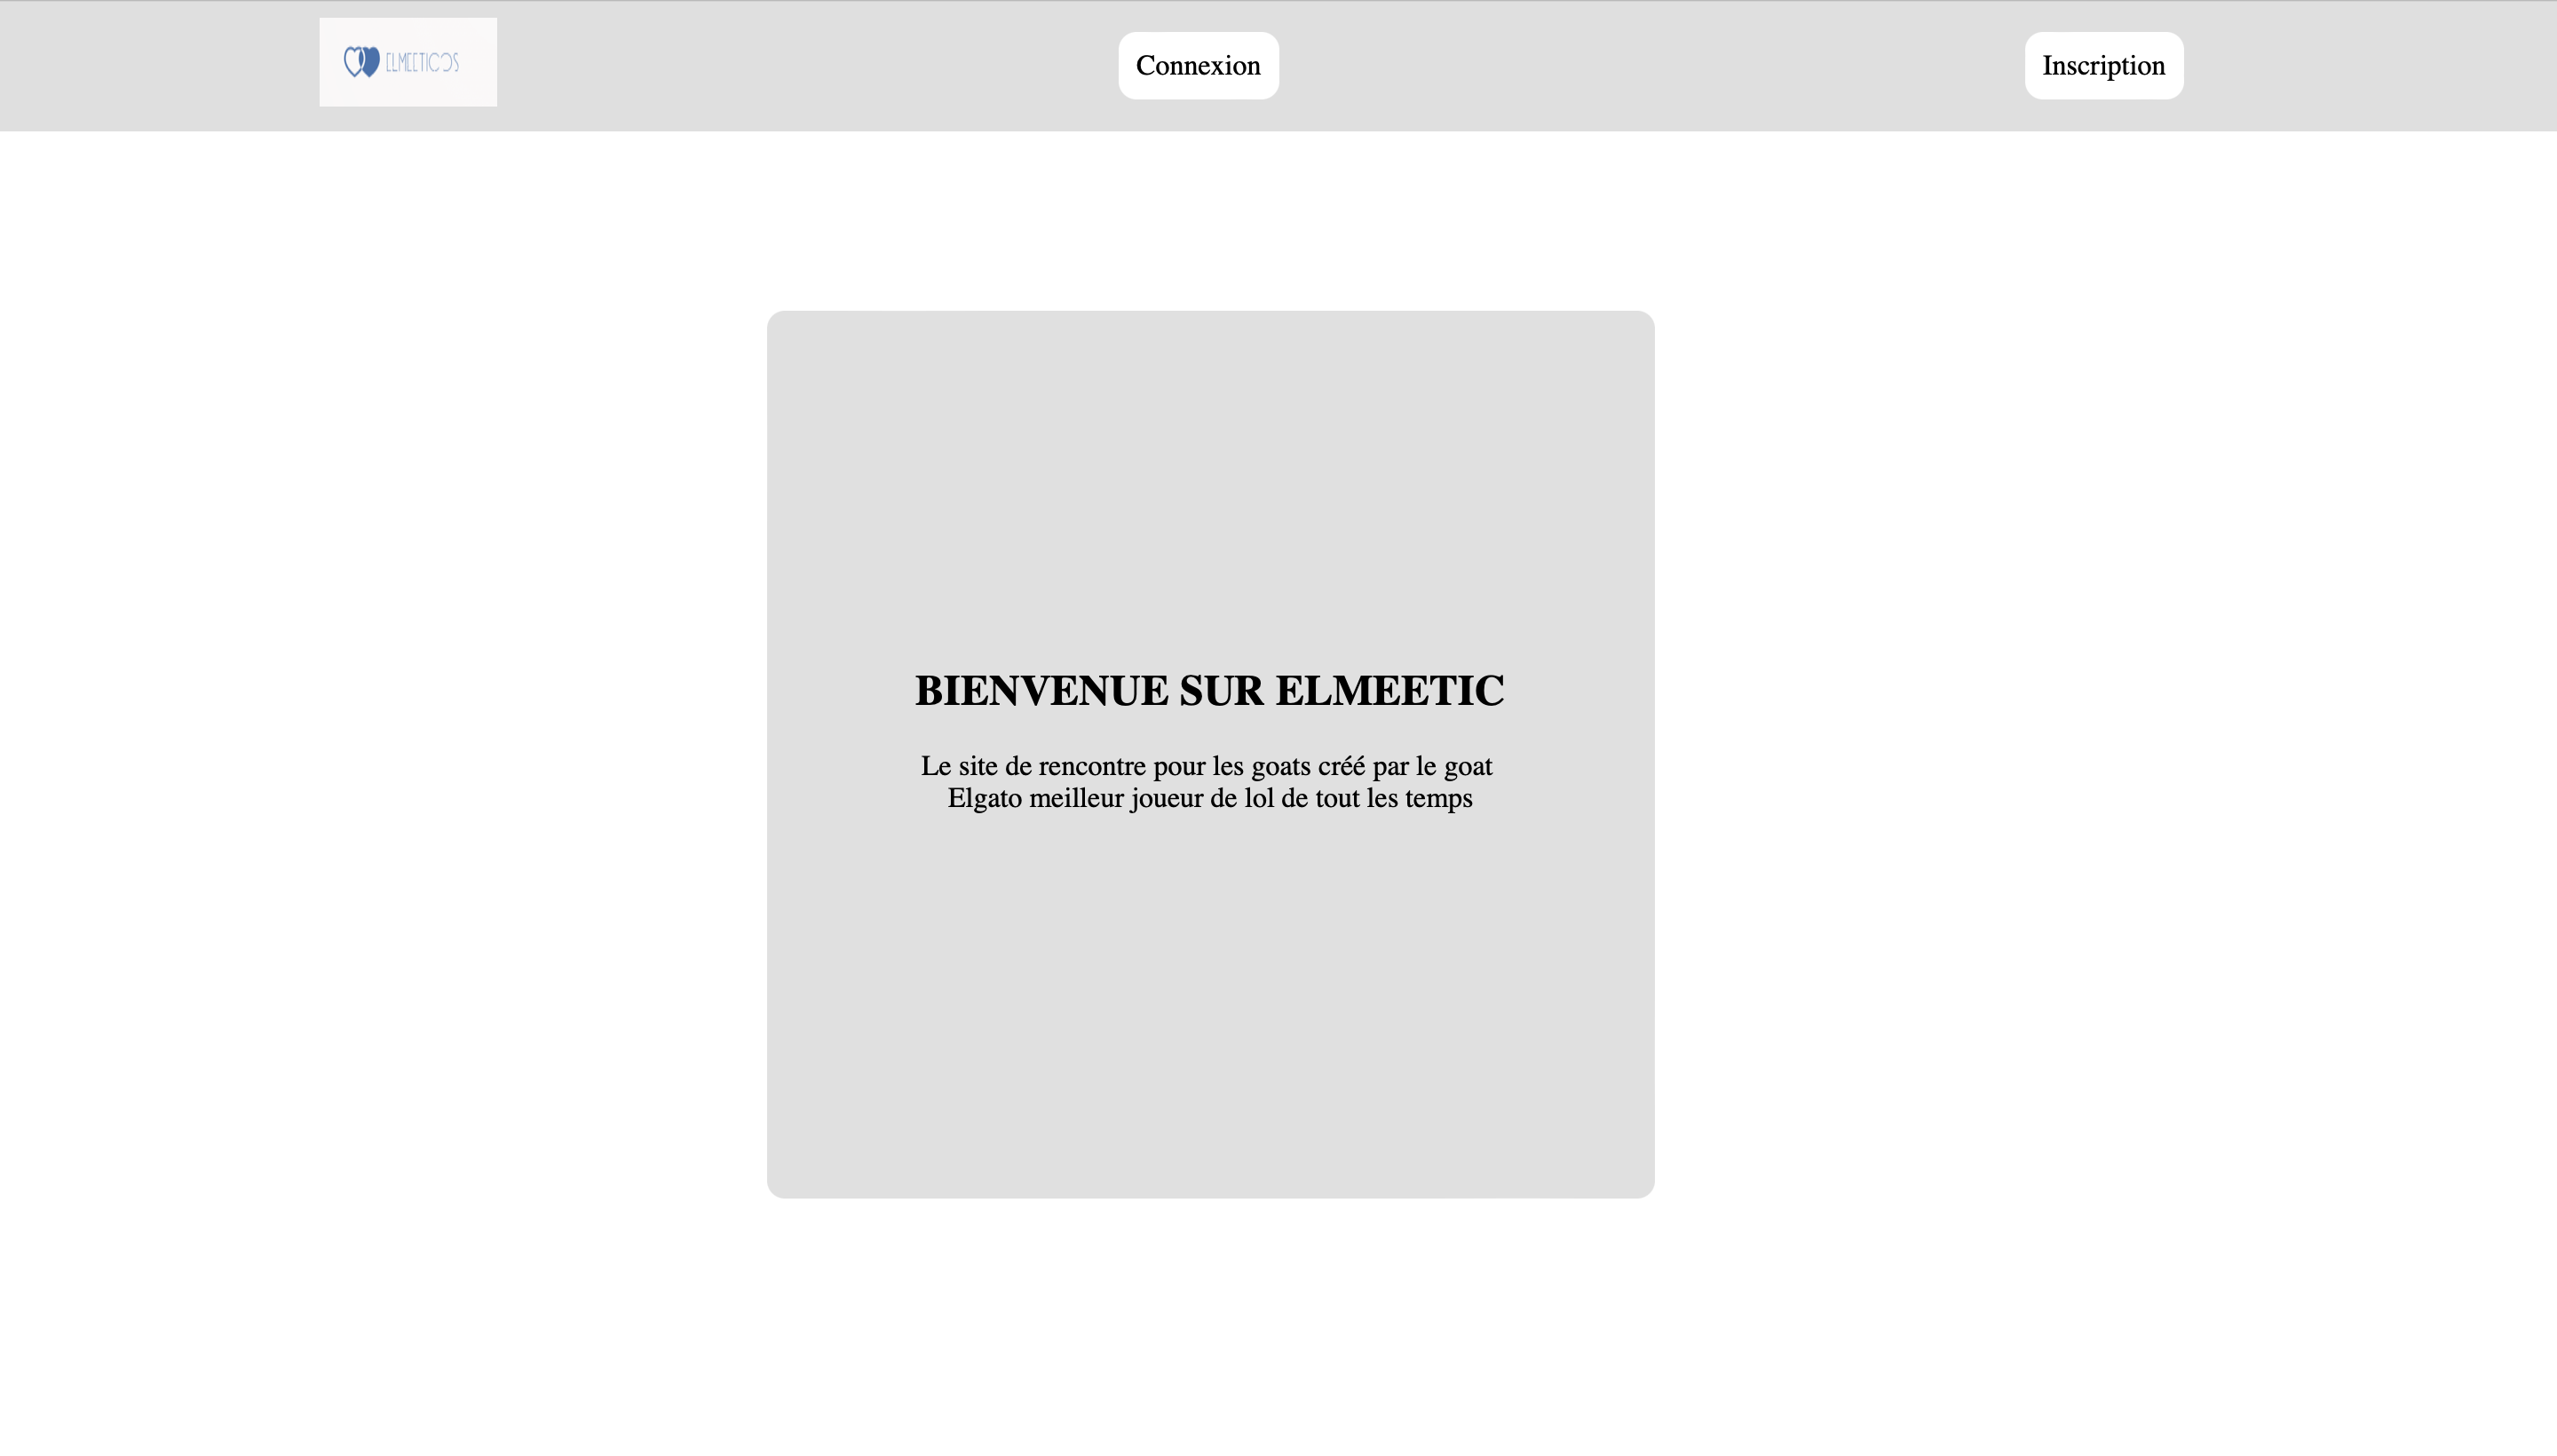 ELMEETICOS
Connexion
Inscription
BIENVENUE SUR ELMEETIC
Le site de rencontre pour les goats créé par le goat
Elgato meilleur joueur de lol de tout les temps